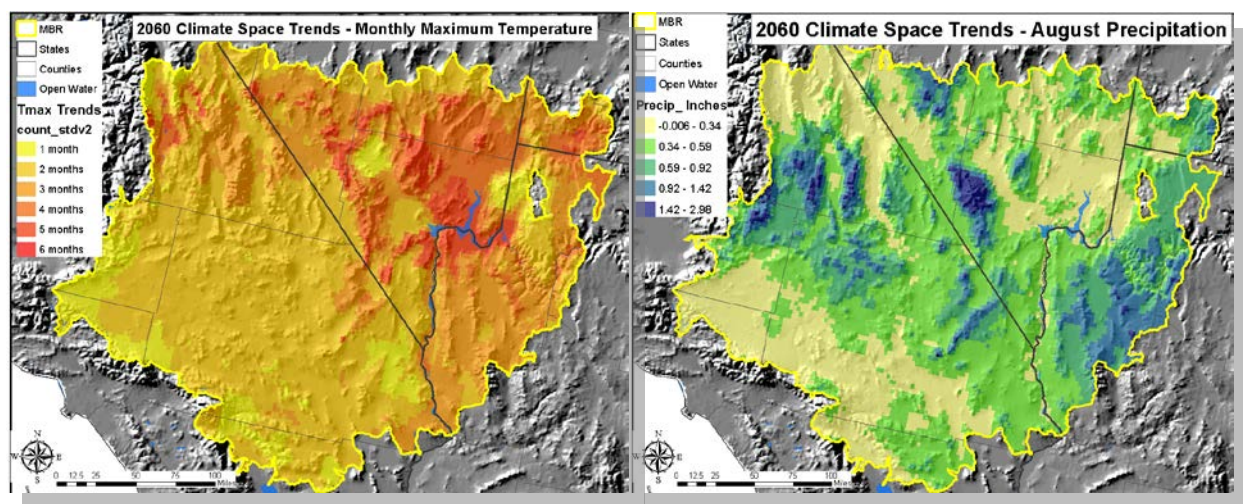 2060 Climate Space Trends - Monthly Maximum Temperature
MBR
States
Counties
Open Water
Tmax Trends
count_stdv2
1 month
2 months
3 months
4 months
5 months
6 months
N
W
E
S
0 12.5 25 50 75 100
Miles
2060 Climate Space Trends - August Precipitation
MBR
States
Counties
Open Water
Precip_ Inches
-0.006 - 0.34
0.34 - 0.59
0.59 - 0.92
0.92 - 1.42
1.42 - 2.98
N
W
E
S
0 12.5 25 50 75 100
Miles